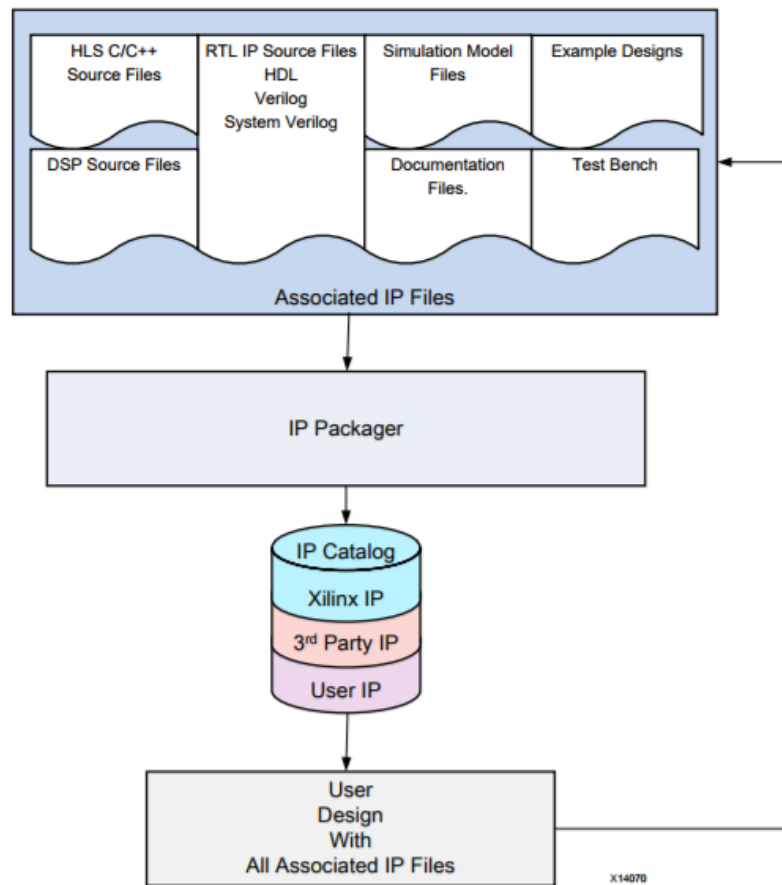 HLS C/C++
Source Files
RTL IP Source Files
HDL
Verilog
System Verilog
Simulation Model
Files
Example Designs
DSP Source Files
Documentation
Files.
Test Bench
Associated IP Files
IP Packager
IP Catalog
Xilinx IP
3rd Party IP
User IP
User
Design
With
All Associated IP Files
X14070